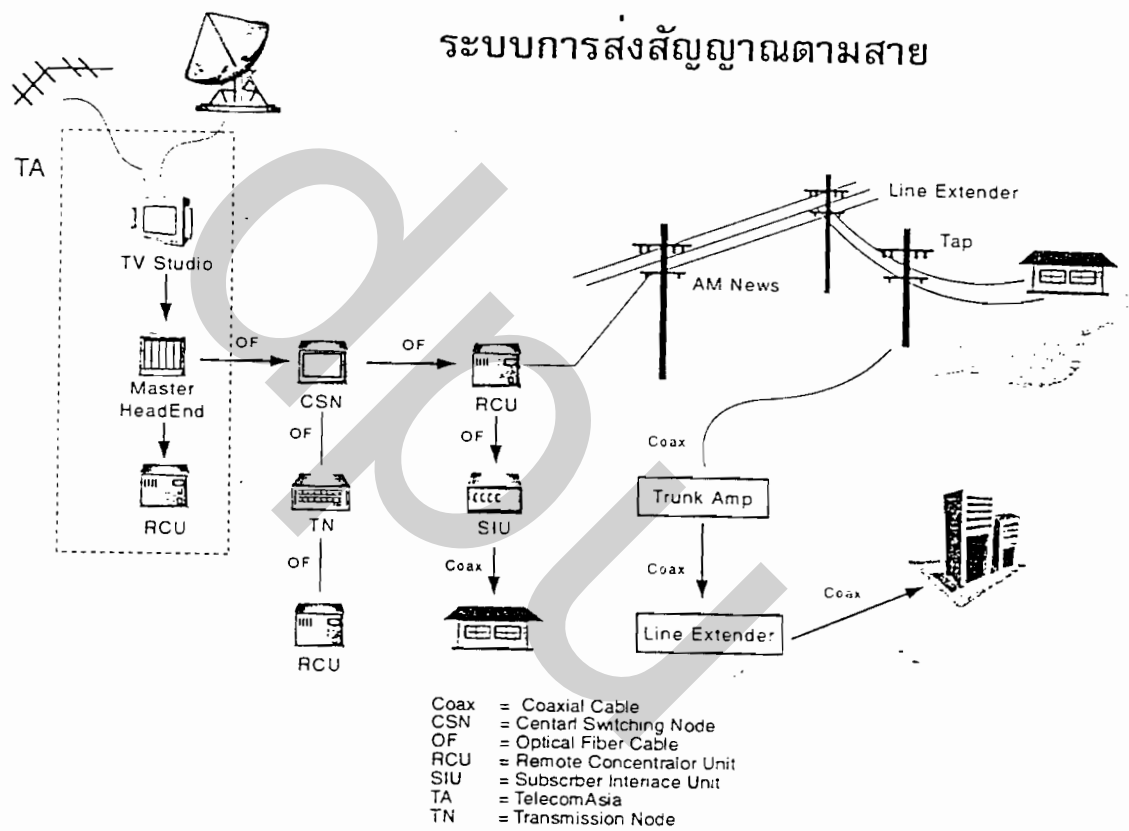 ระบบการส่งสัญญาณตามสาย
TA
TV Studio
Master
HeadEnd
RCU
OF
CSN
OF
TN
OF
RCU
OF
RCU
OF
SIU
Coax
AM News
Line Extender
Tap
Coax
Trunk Amp
Coax
Line Extender
Coax
dpu
Coax = Coaxial Cable
CSN = Centarl Switching Node
OF = Optical Fiber Cable
RCU = Remote Concentralor Unit
SIU = Subscrber Interiace Unit
TA = TelecomAsia
TN = Transmission Node